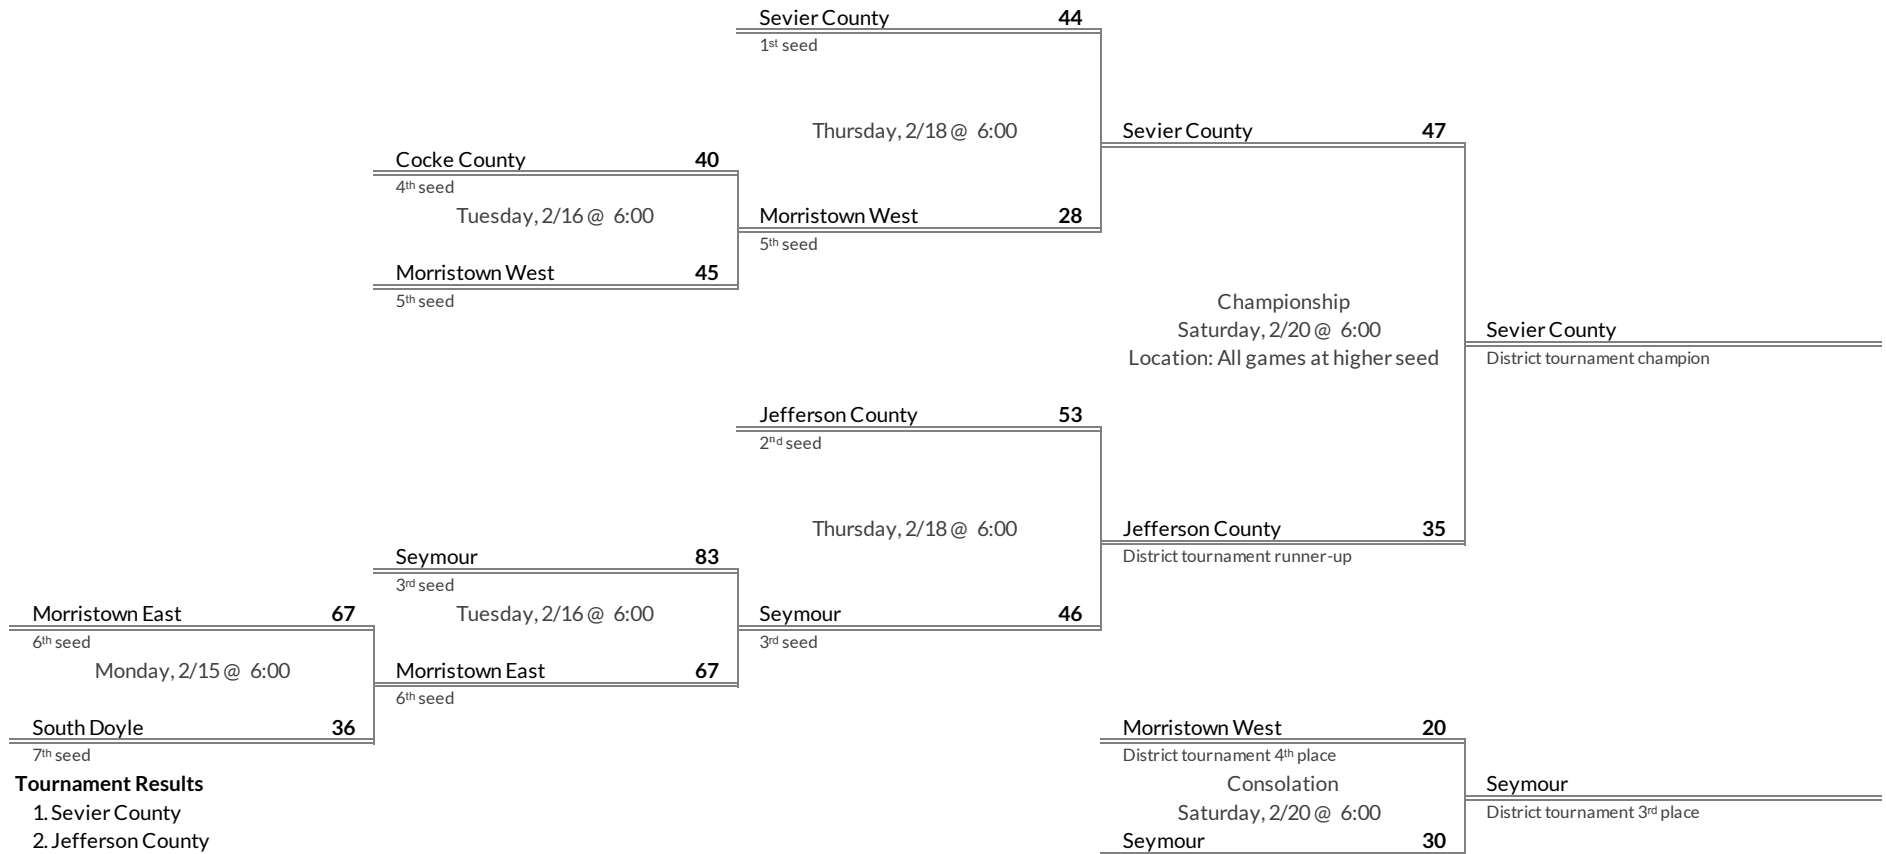 Sevier County 44
1st seed
Thursday, 2/18 @ 6:00
Sevier County 47
Cocke County 40
4th seed
Tuesday, 2/16 @ 6:00
Morristown West 28
5th seed
Morristown West 45
5th seed
Championship
Saturday, 2/20 @ 6:00
Location: All games at higher seed
Sevier County
District tournament champion
Jefferson County 53
2nd seed
Thursday, 2/18 @ 6:00
Jefferson County 35
District tournament runner-up
Seymour 83
3rd seed
Tuesday, 2/16 @ 6:00
Seymour 46
3rd seed
Morristown East 67
6th seed
Monday, 2/15 @ 6:00
Morristown East 67
6th seed
South Doyle 36
7th seed
Morristown West 20
District tournament 4th place
Consolation
Saturday, 2/20 @ 6:00
Seymour
District tournament 3rd place
Seymour 30
Tournament Results
1. Sevier County
2. Jefferson County